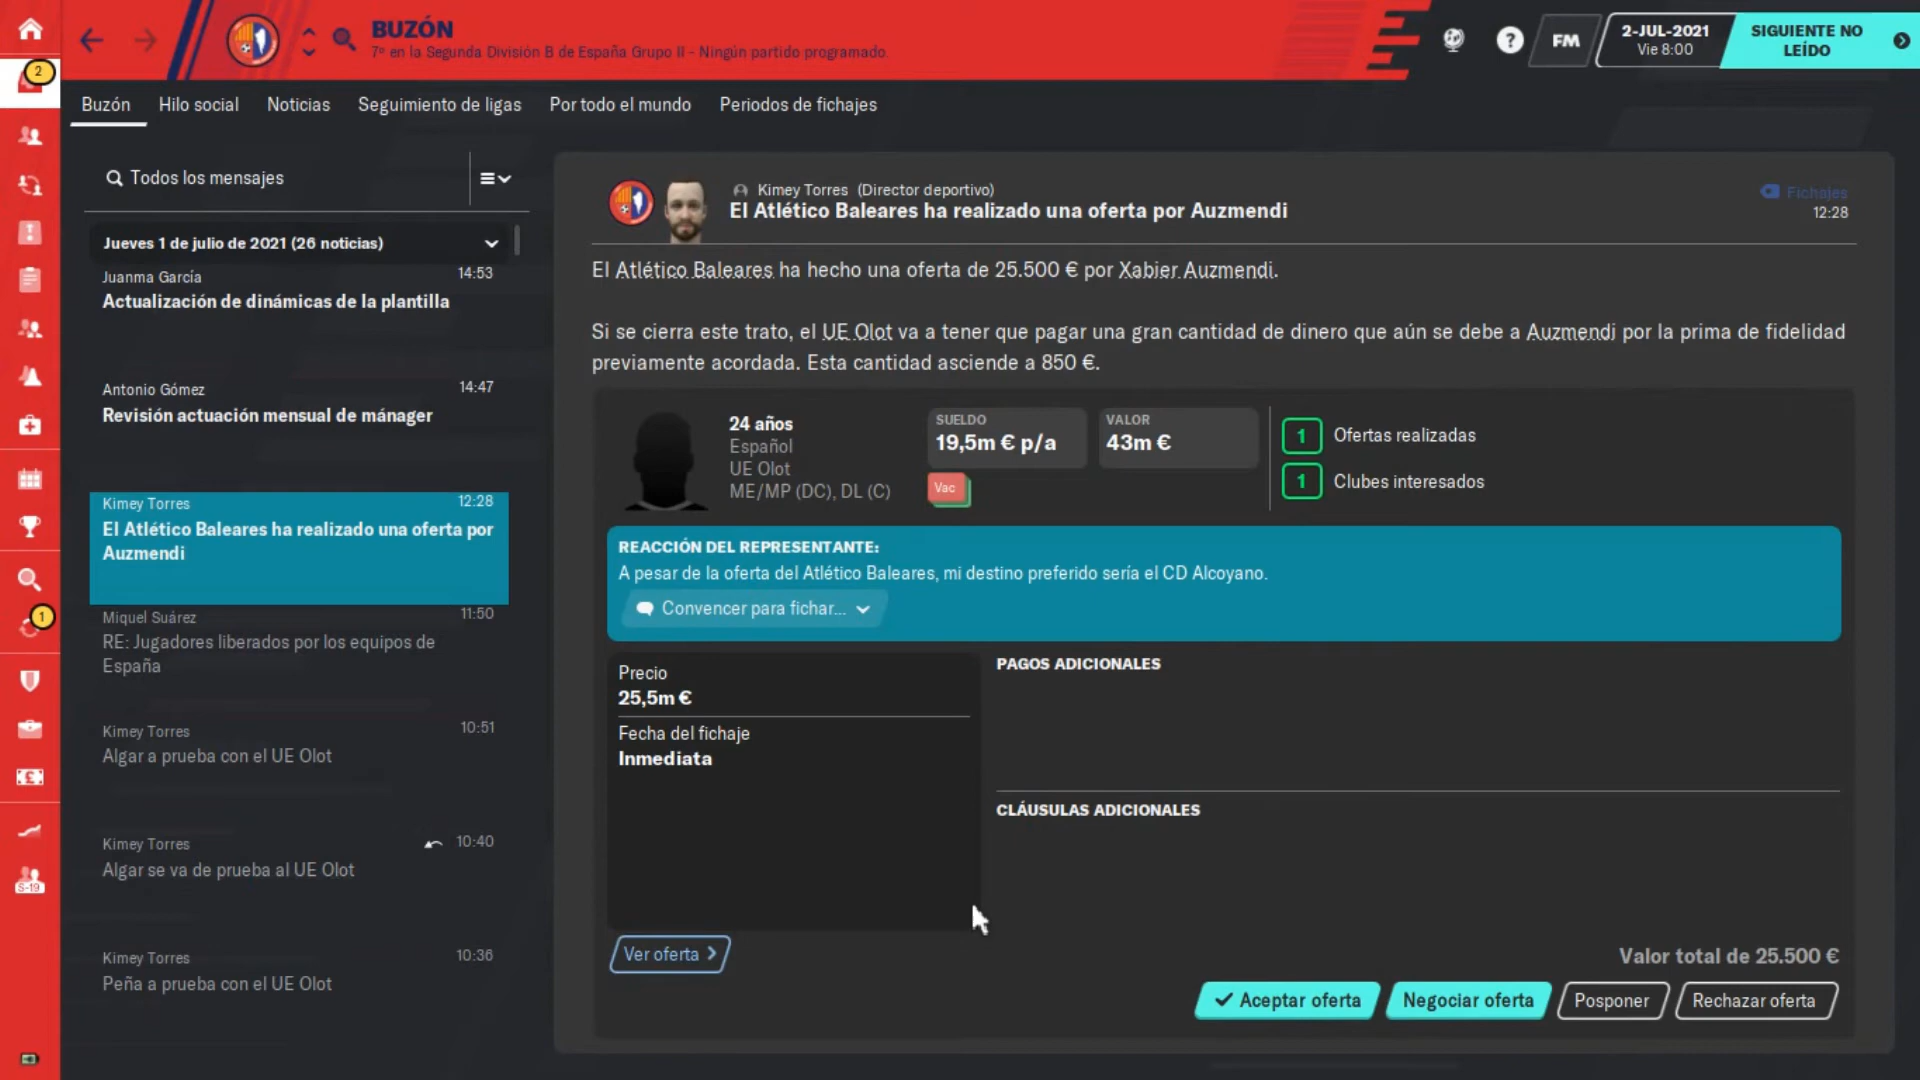 BUZÓN
7º en la Segunda División B de España Grupo II - Ningún partido programado.
FM
2-JUL-2021
Vie 8:00
SIGUIENTE NO
LEÍDO
2
Buzón
Hilo social
Noticias
Seguimiento de ligas
Por todo el mundo
Periodos de fichajes
Todos los mensajes
Jueves 1 de julio de 2021 (26 noticias)
Juanma García
14:53
Actualización de dinámicas de la plantilla
Antonio Gómez
14:47
Revisión actuación mensual de mánager
Kimey Torres
12:28
El Atlético Baleares ha realizado una oferta por
Auzmendi
Miquel Suárez
11:50
RE: Jugadores liberados por los equipos de
España
Kimey Torres
10:51
Algar a prueba con el UE Olot
Kimey Torres
10:40
Algar se va de prueba al UE Olot
Kimey Torres
10:36
Peña a prueba con el UE Olot
1
S-19
Kimey Torres (Director deportivo)
El Atlético Baleares ha realizado una oferta por Auzmendi
Fichajes
12:28
El Atlético Baleares ha hecho una oferta de 25.500 € por Xabier Auzmendi.
Si se cierra este trato, el UE Olot va a tener que pagar una gran cantidad de dinero que aún se debe a Auzmendi por la prima de fidelidad
previamente acordada. Esta cantidad asciende a 850 €.
24 años
Español
UE Olot
ME/MP (DC), DL (C)
SUELDO
19,5m € p/a
Vac
VALOR
43m €
1 Ofertas realizadas
1 Clubes interesados
REACCIÓN DEL REPRESENTANTE:
A pesar de la oferta del Atlético Baleares, mi destino preferido sería el CD Alcoyano.
Convencer para fichar...
Precio
25,5m €
Fecha del fichaje
Inmediata
PAGOS ADICIONALES
CLÁUSULAS ADICIONALES
Ver oferta
Valor total de 25.500 €
Aceptar oferta
Negociar oferta
Posponer
Rechazar oferta